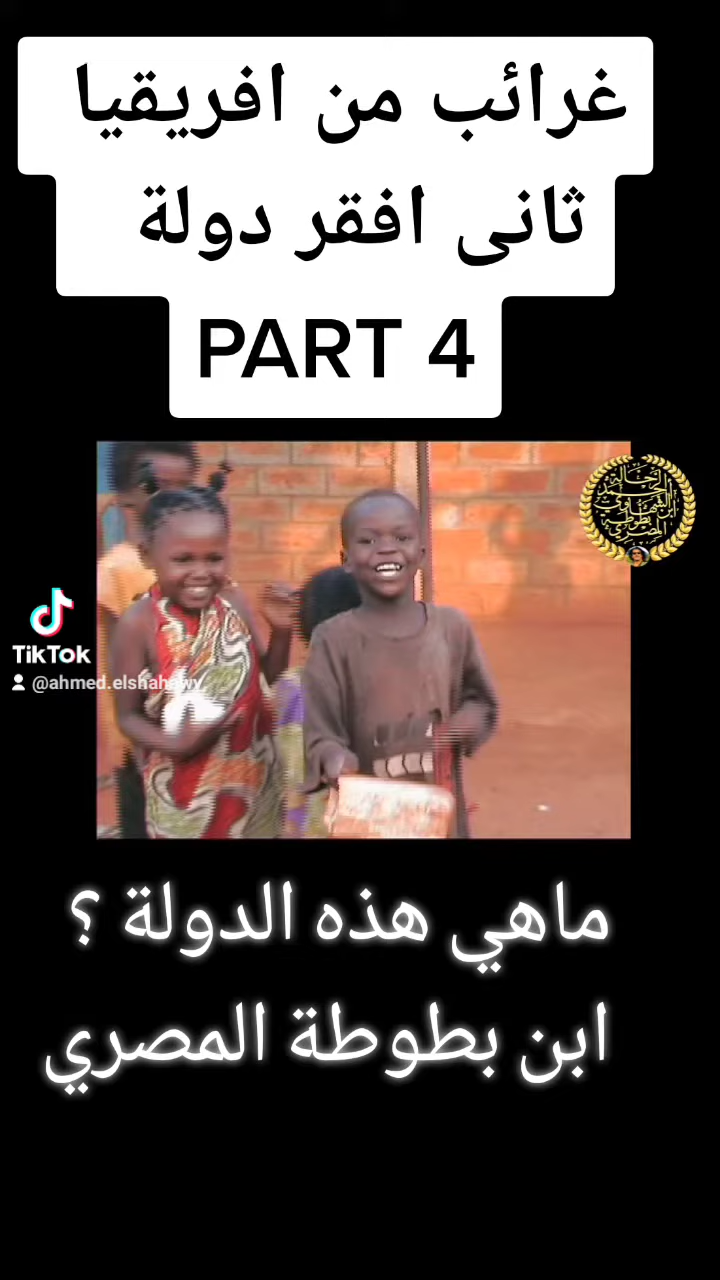 غرائب من افريقيا
ثانى افقر دولة
PART 4
TikTok
@ahmed.elshahawy
ماهي هذه الدولة ؟
ابن بطوطة المصري